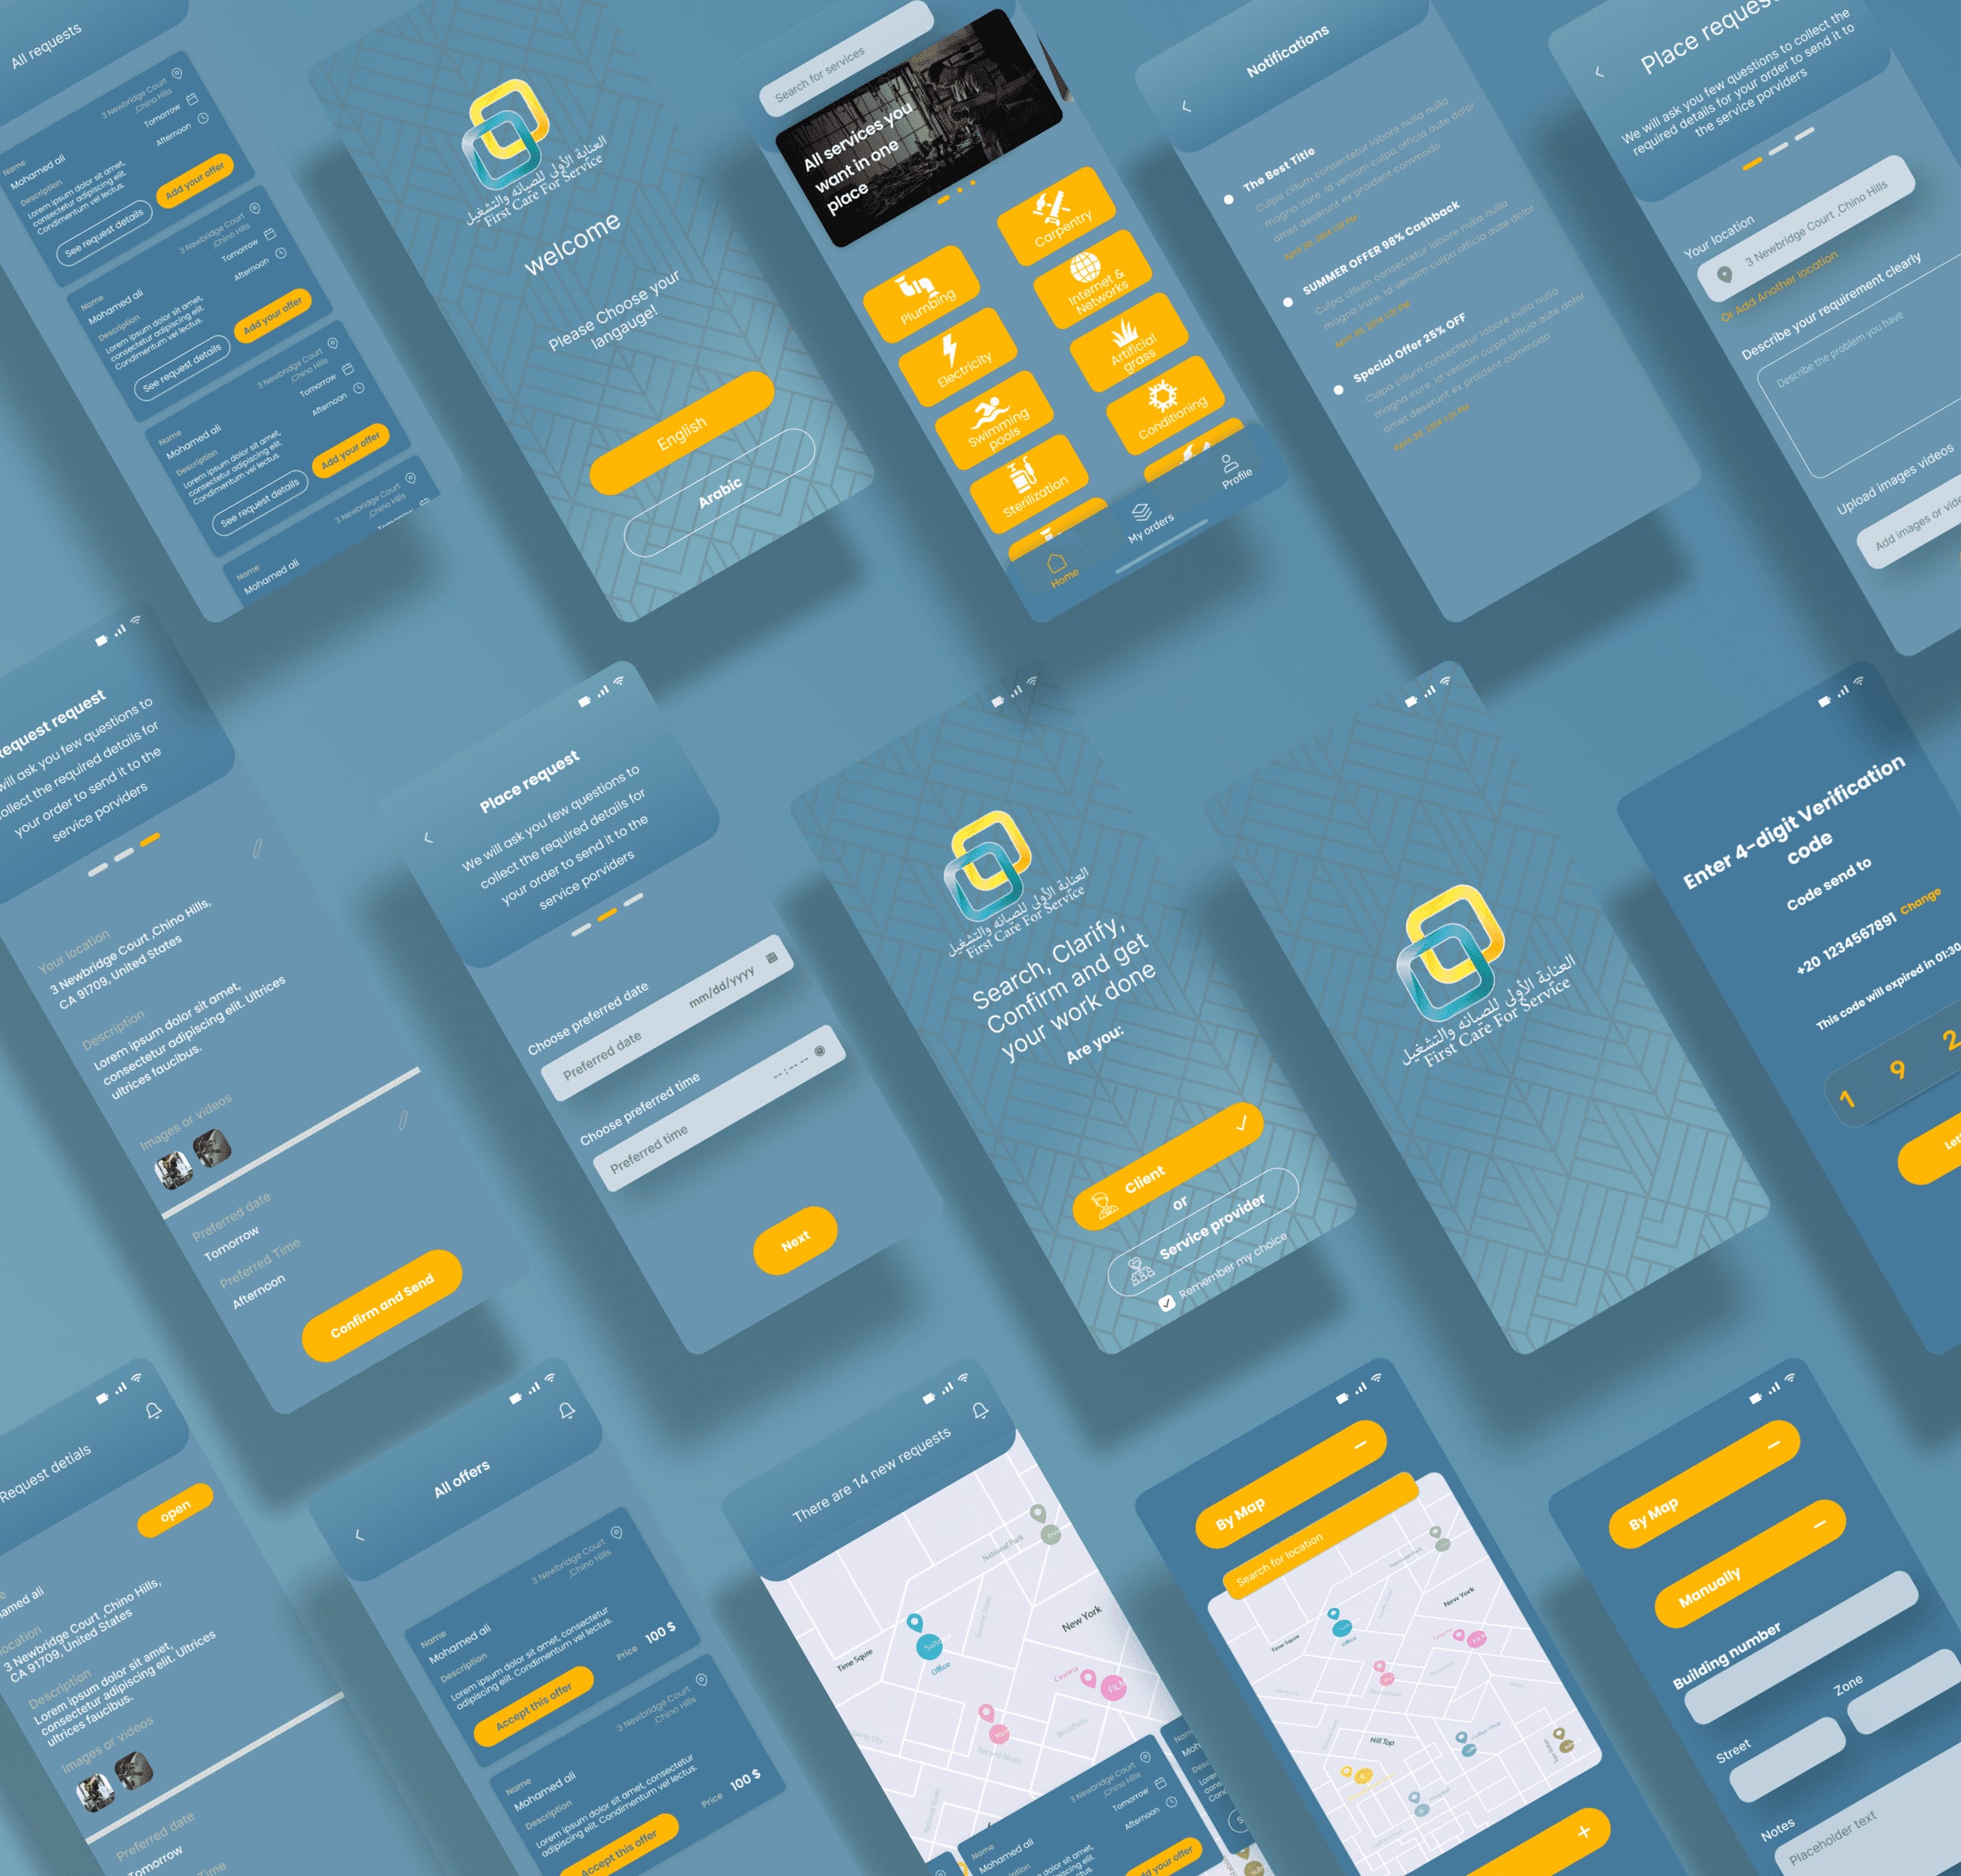 All requests
3 Newbridge Court
,Chino Hills
Tomorrow
Afternoon
Name
Mohamed ali
Description
Lorem ipsum dolor sit amet,
consectetur adipiscing elit.
Condimentum vel lectus.
See request details
Add your offer
3 Newbridge Court
,Chino Hills
Tomorrow
Afternoon
Name
Mohamed ali
Description
Lorem ipsum dolor sit amet,
consectetur adipiscing elit.
Condimentum vel lectus.
See request details
Add your offer
3 Newbridge Court
,Chino Hills
Tomorrow
Afternoon
Name
Mohamed ali
Description
Lorem ipsum dolor sit amet,
consectetur adipiscing elit.
Condimentum vel lectus.
See request details
Add your offer
3 Newbridge Court
,Chino Hills
Tomorrow
Name
Mohamed ali
العناية الأولى للصيانه والتشغيل
First Care For Service
welcome
Please Choose your
langauge!
English
Arabic
Search for services
All services you
want in one
place
Carpentry
Plumbing
Internet &
Networks
Electricity
Artificial
grass
Swimming
pools
Conditioning
Sterilization
Home
My orders
Profile
Notifications
The Best Title
Culpa cillum consectetur labore nulla nulla
magna irure. Id veniam culpa officia aute dolor
amet deserunt ex proident commodo
April 30, 2014 1:01 PM
SUMMER OFFER 98% Cashback
Culpa cillum consectetur labore nulla nulla
magna irure. Id veniam culpa officia aute dolor
April 30, 2014 1:01 PM
Special Offer 25% OFF
Culpa cillum consectetur labore nulla nulla
magna irure. Id veniam culpa officia aute dolor
amet deserunt ex proident commodo
April 30, 2014 1:01 PM
Place request
We will ask you few questions to collect the
required details for your order to send it to
the service porviders
Your location
3 Newbridge Court ,Chino Hills
Or Add Another location
Describe your requirement clearly
Describe the problem you have
Upload images videos
Add images or vide
equest request
will ask you few questions to
ollect the required details for
your order to send it to the
service porviders
Your location
3 Newbridge Court ,Chino Hills,
CA 91709, United States
Description
Lorem ipsum dolor sit amet,
consectetur adipiscing elit. Ultrices
ultrices faucibus.
Images or videos
Preferred date
Tomorrow
Preferred Time
Afternoon
Confirm and Send
Place request
We will ask you few questions to
collect the required details for
your order to send it to the
service porviders
Choose preferred date
Preferred date mm/dd/yyyy
Choose preferred time
Preferred time --:-- --
Next
العناية الأولى للصيانه والتشغيل
First Care For Service
Search, Clarify,
Confirm and get
your work done
Are you:
Client
or
Service provider
Remember my choice
العناية الأولى للصيانه والتشغيل
First Care For Service
Enter 4-digit Verification
code
Code send to
+20 1234567891 Change
This code will expired in 01:30
1 9 2
Let
Request detials
open
amed ali
ocation
3 Newbridge Court ,Chino Hills,
CA 91709, United States
Description
Lorem ipsum dolor sit amet,
consectetur adipiscing elit. Ultrices
ultrices faucibus.
Images or videos
Preferred date
Tomorrow
Time
All offers
3 Newbridge Court
,Chino Hills
Name
Mohamed ali
Description
Lorem ipsum dolor sit amet, consectetur
adipiscing elit. Condimentum vel lectus.
Price 100 $
Accept this offer
3 Newbridge Court
,Chino Hills
Name
Mohamed ali
Description
Lorem ipsum dolor sit amet, consectetur
adipiscing elit. Condimentum vel lectus.
Price 100 $
Accept this offer
There are 14 new requests
National Park
New York
Time Squre
Office
Cinema
FILM
Broadway
Record Music
3 Newbridge Court
,Chino Hills
Tomorrow
Afternoon
Name
Mohamed ali
Description
Lorem ipsum dolor sit amet,
Add your offer
By Map
Search for location
National Park
New York
Time Squre
Office
Cinema
Hill Top
By Map
Manually
Building number
Zone
Street
Notes
Placeholder text